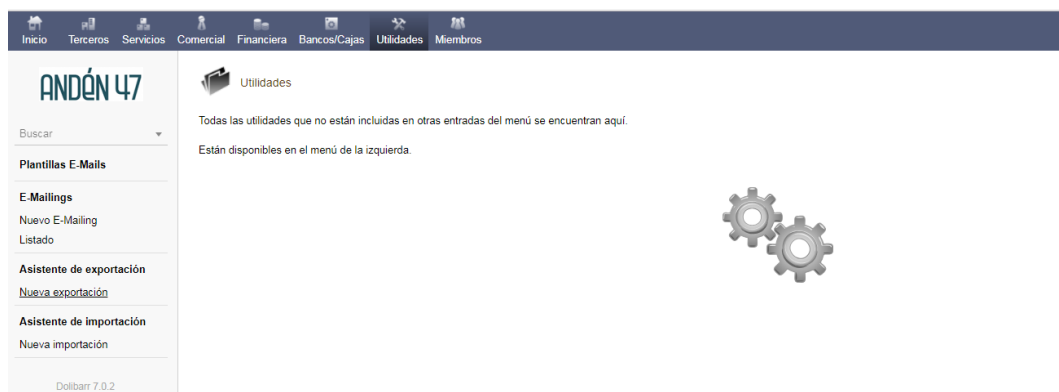 Inicio Terceros Servicios Comercial Financiera Bancos/Cajas Utilidades Miembros
ANDÉN 47
Buscar
Plantillas E-Mails
E-Mailings
Nuevo E-Mailing
Listado
Asistente de exportación
Nueva exportación
Asistente de importación
Nueva importación
Dolibarr 7.0.2
Utilidades
Todas las utilidades que no están incluidas en otras entradas del menú se encuentran aquí.
Están disponibles en el menú de la izquierda.